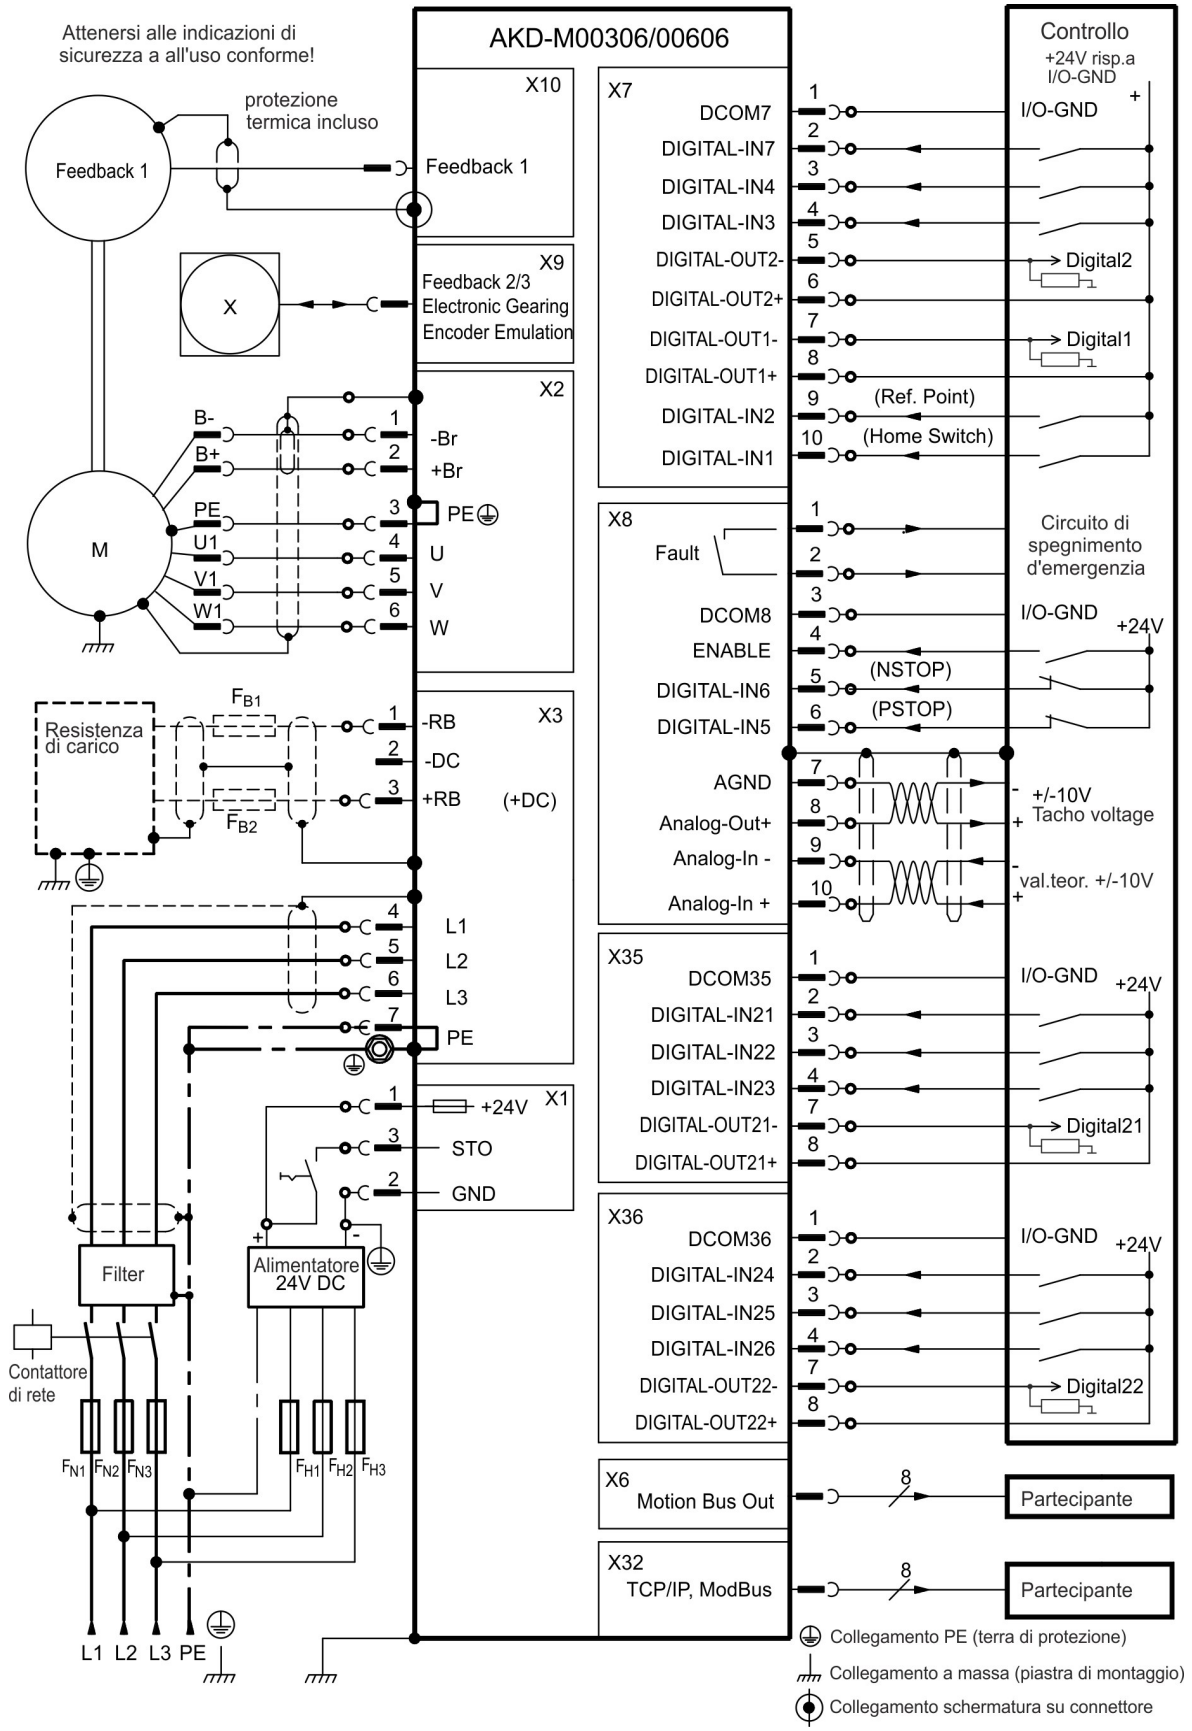 Attenersi alle indicazioni di
sicurezza a all'uso conforme!
AKD-M00306/00606
Controllo
+24V risp.a
I/O-GND
+
protezione
termica incluso
Feedback 1
X10
Feedback 1
X9
X
Feedback 2/3
Electronic Gearing
Encoder Emulation
X2
B- 1 -Br
B+ 2 +Br
PE 3 PE
U1 4 U
V1 5 V
W1 6 W
M
X3
Resistenza
di carico
FB1
1 -RB
2 -DC
3 +RB (+DC)
FB2
4 L1
5 L2
6 L3
7 PE
X1
1 +24V
3 STO
2 GND
+ -
Filter
Alimentatore
24V DC
Contattore
di rete
FN1 FN2 FN3 FH1 FH2 FH3
L1 L2 L3 PE
X7
DCOM7 1 I/O-GND
DIGITAL-IN7 2
DIGITAL-IN4 3
DIGITAL-IN3 4
DIGITAL-OUT2- 5 Digital2
DIGITAL-OUT2+ 6
DIGITAL-OUT1- 7 Digital1
DIGITAL-OUT1+ 8
DIGITAL-IN2 9 (Ref. Point)
DIGITAL-IN1 10 (Home Switch)
X8
Fault 1
2
Circuito di
spegnimento
d'emergenzia
DCOM8 3 I/O-GND
+24V
ENABLE 4
DIGITAL-IN6 5 (NSTOP)
DIGITAL-IN5 6 (PSTOP)
AGND 7 -
Analog-Out+ 8 +
+/-10V
Tacho voltage
Analog-In - 9 -
val.teor. +/-10V
Analog-In + 10 +
X35
DCOM35 1 I/O-GND
+24V
DIGITAL-IN21 2
DIGITAL-IN22 3
DIGITAL-IN23 4
DIGITAL-OUT21- 7 Digital21
DIGITAL-OUT21+ 8
X36
DCOM36 1 I/O-GND
+24V
DIGITAL-IN24 2
DIGITAL-IN25 3
DIGITAL-IN26 4
DIGITAL-OUT22- 7 Digital22
DIGITAL-OUT22+ 8
X6
Motion Bus Out 8 Partecipante
X32
TCP/IP, ModBus 8 Partecipante
Collegamento PE (terra di protezione)
Collegamento a massa (piastra di montaggio)
Collegamento schermatura su connettore